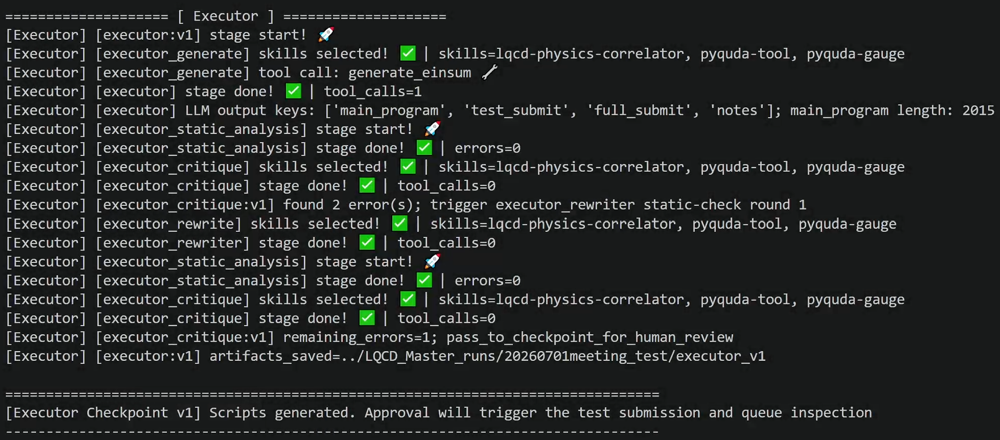 ==================== [ Executor ] ====================
[Executor] [executor:v1] stage start! 🚀
[Executor] [executor_generate] skills selected! ✅ | skills=lqcd-physics-correlator, pyquda-tool, pyquda-gauge
[Executor] [executor_generate] tool call: generate_einsum 🔧
[Executor] [executor] stage done! ✅ | tool_calls=1
[Executor] [executor] LLM output keys: ['main_program', 'test_submit', 'full_submit', 'notes']; main_program length: 2015
[Executor] [executor_static_analysis] stage start! 🚀
[Executor] [executor_static_analysis] stage done! ✅ | errors=0
[Executor] [executor_critique] skills selected! ✅ | skills=lqcd-physics-correlator, pyquda-tool, pyquda-gauge
[Executor] [executor_critique] stage done! ✅ | tool_calls=0
[Executor] [executor_critique:v1] found 2 error(s); trigger executor_rewriter static-check round 1
[Executor] [executor_rewrite] skills selected! ✅ | skills=lqcd-physics-correlator, pyquda-tool, pyquda-gauge
[Executor] [executor_rewriter] stage done! ✅ | tool_calls=0
[Executor] [executor_static_analysis] stage start! 🚀
[Executor] [executor_static_analysis] stage done! ✅ | errors=0
[Executor] [executor_critique] skills selected! ✅ | skills=lqcd-physics-correlator, pyquda-tool, pyquda-gauge
[Executor] [executor_critique] stage done! ✅ | tool_calls=0
[Executor] [executor_critique:v1] remaining_errors=1; pass_to_checkpoint_for_human_review
[Executor] [executor:v1] artifacts_saved=../LQCD_Master_runs/20260701meeting_test/executor_v1
================================================================================
[Executor Checkpoint v1] Scripts generated. Approval will trigger the test submission and queue inspection
--------------------------------------------------------------------------------